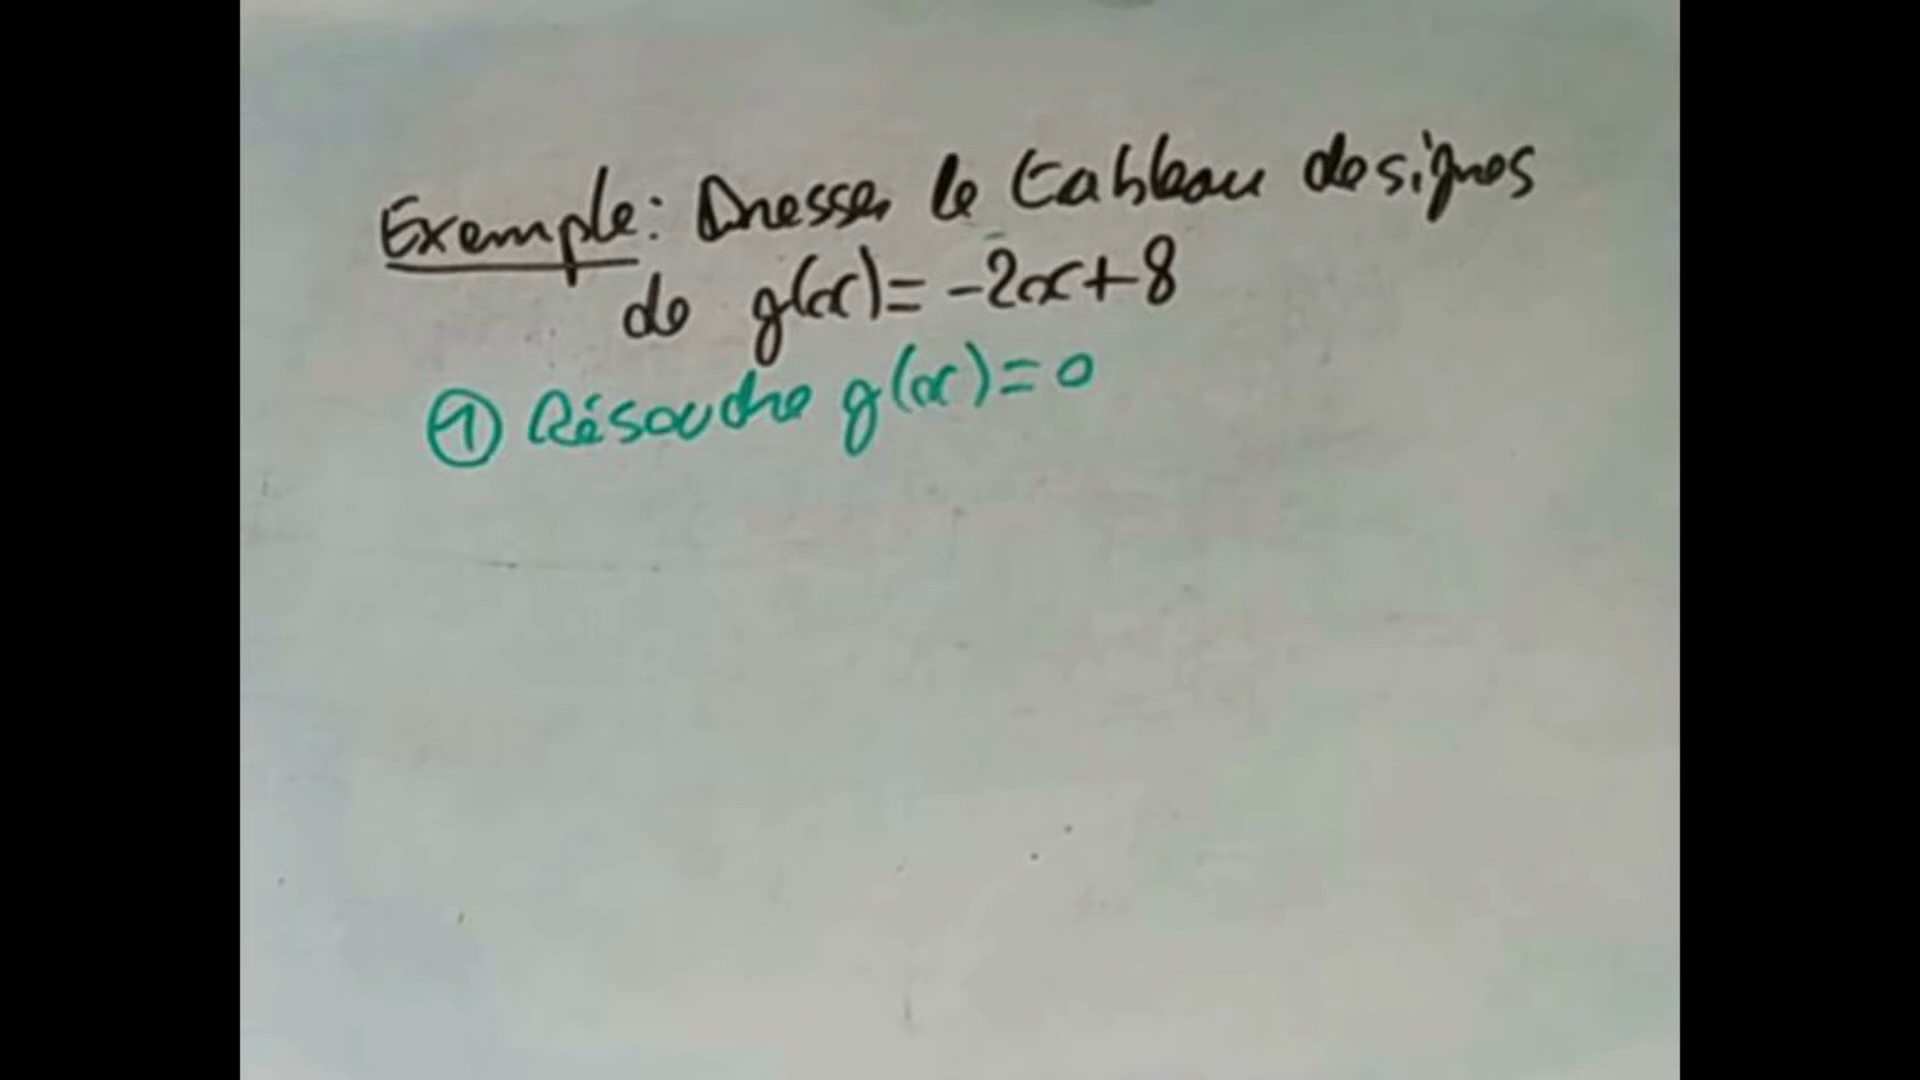 Exemple: Dresser le tableau de signes
de g(x)=-2x+8
① Résoudre g(x)=0